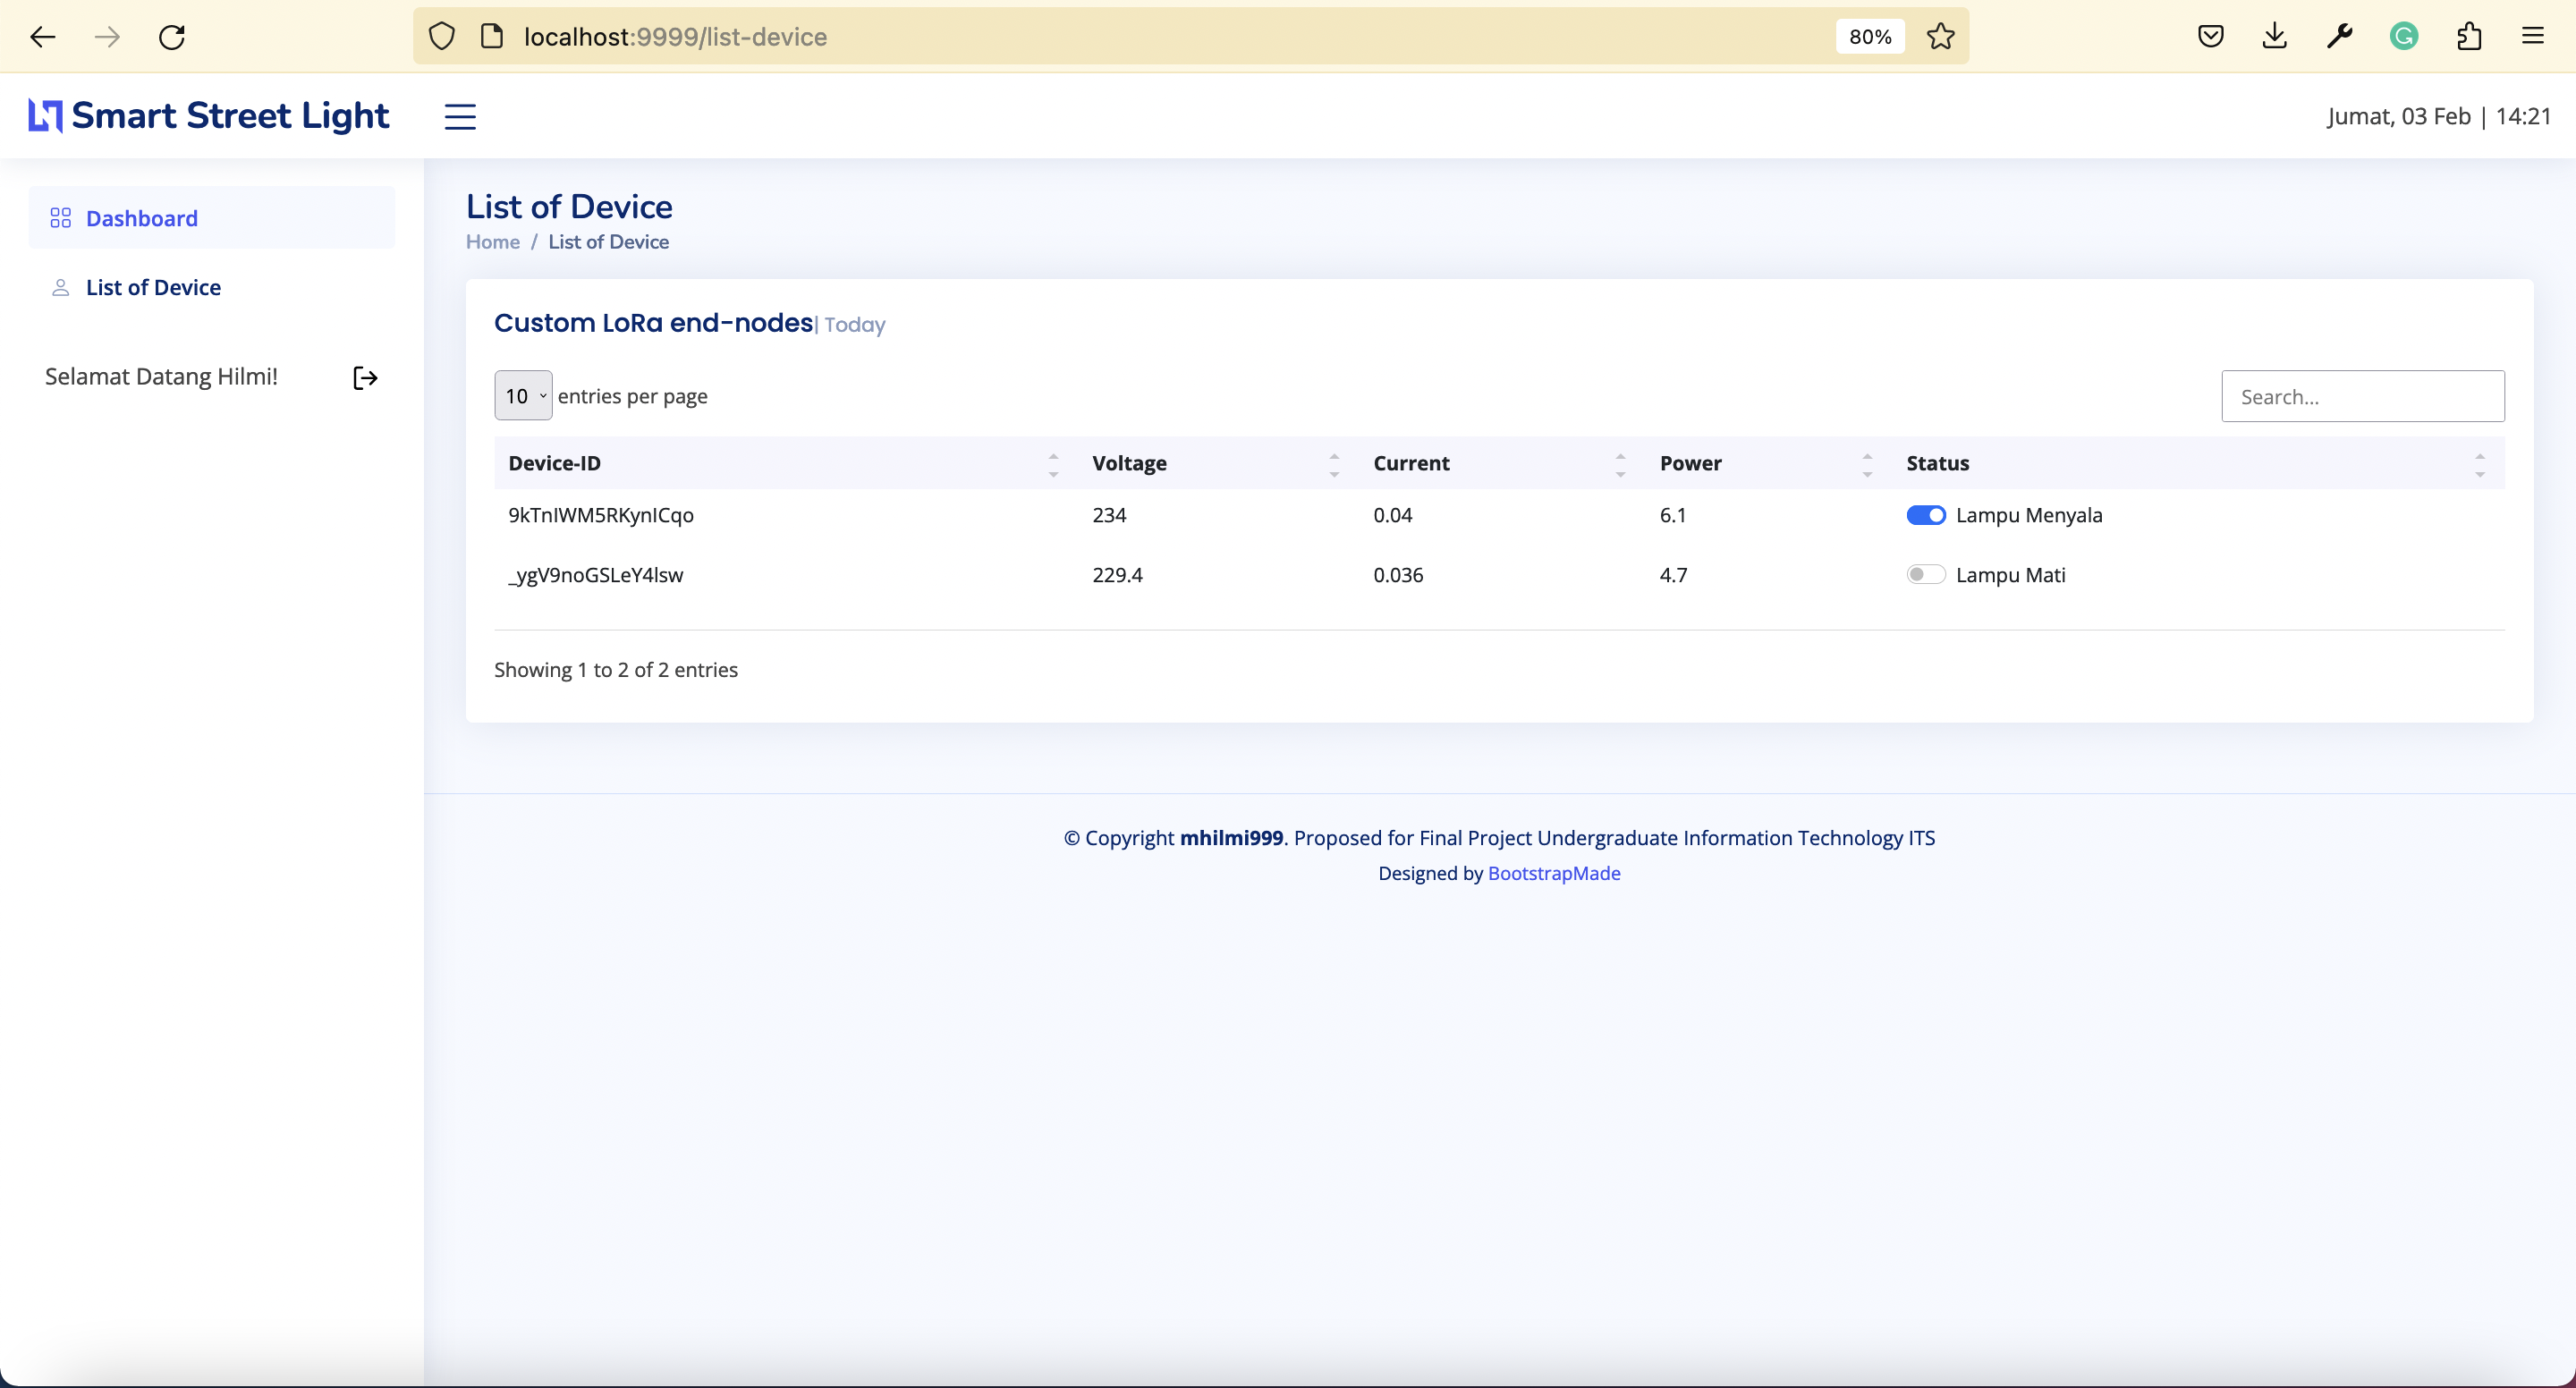 localhost:9999/list-device
80%
Smart Street Light
Jumat, 03 Feb | 14:21
Dashboard
List of Device
Selamat Datang Hilmi!
List of Device
Home / List of Device
Custom LoRa end-nodes| Today
10 entries per page
Search...
Device-ID Voltage Current Power Status
9kTnIWM5RKynICqo 234 0.04 6.1 Lampu Menyala
_ygV9noGSLeY4lsw 229.4 0.036 4.7 Lampu Mati
Showing 1 to 2 of 2 entries
© Copyright mhilmi999. Proposed for Final Project Undergraduate Information Technology ITS
Designed by BootstrapMade